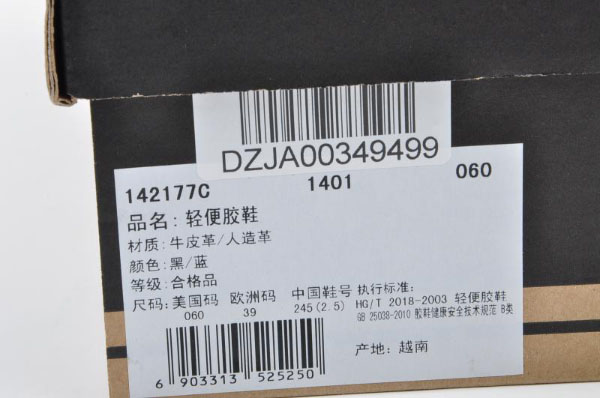 DZJA00349499
142177C 1401 060
品名: 轻便胶鞋
材质: 牛皮革/人造革
颜色: 黑/蓝
等级: 合格品
尺码: 美国码 欧洲码 中国鞋号 执行标准:
060 39 245(2.5) HG/T 2018-2003 轻便胶鞋
GB 25038-2010 胶鞋健康安全技术规范 B类
产地: 越南
6 903313 525250